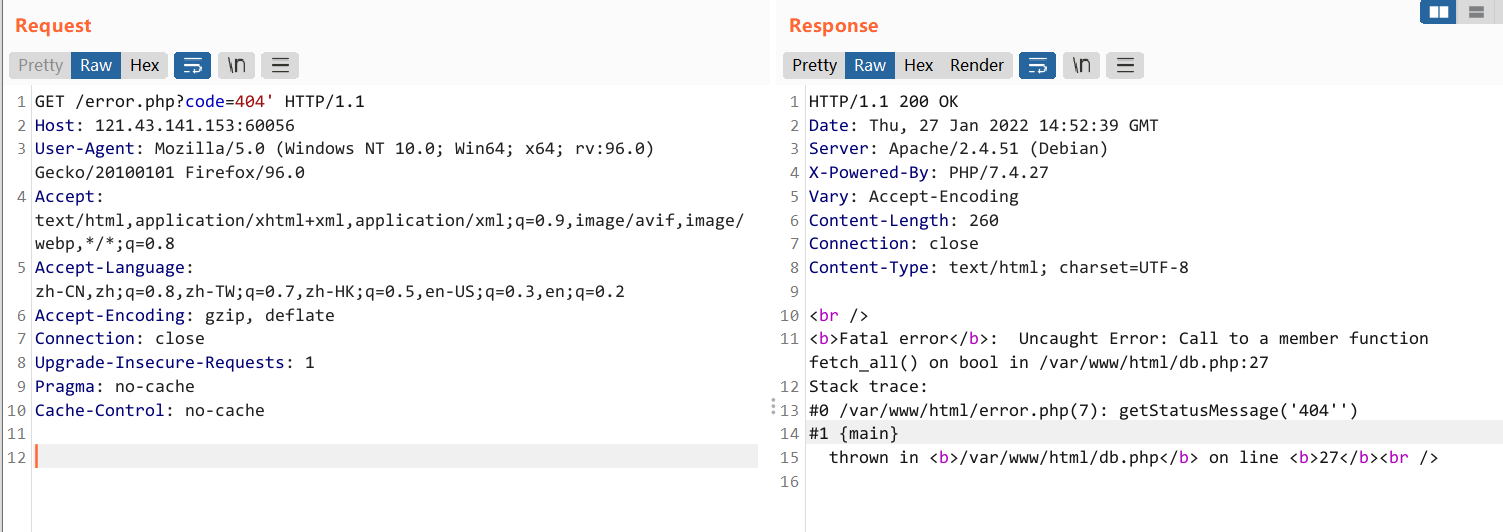 Request
Pretty Raw Hex \n
1 GET /error.php?code=404' HTTP/1.1
2 Host: 121.43.141.153:60056
3 User-Agent: Mozilla/5.0 (Windows NT 10.0; Win64; x64; rv:96.0)
Gecko/20100101 Firefox/96.0
4 Accept:
text/html,application/xhtml+xml,application/xml;q=0.9,image/avif,image/
webp,*/*;q=0.8
5 Accept-Language:
zh-CN,zh;q=0.8,zh-TW;q=0.7,zh-HK;q=0.5,en-US;q=0.3,en;q=0.2
6 Accept-Encoding: gzip, deflate
7 Connection: close
8 Upgrade-Insecure-Requests: 1
9 Pragma: no-cache
10 Cache-Control: no-cache
11
12
Response
Pretty Raw Hex Render \n
1 HTTP/1.1 200 OK
2 Date: Thu, 27 Jan 2022 14:52:39 GMT
3 Server: Apache/2.4.51 (Debian)
4 X-Powered-By: PHP/7.4.27
5 Vary: Accept-Encoding
6 Content-Length: 260
7 Connection: close
8 Content-Type: text/html; charset=UTF-8
9
10 <br />
11 <b>Fatal error</b>:  Uncaught Error: Call to a member function
fetch_all() on bool in /var/www/html/db.php:27
12 Stack trace:
13 #0 /var/www/html/error.php(7): getStatusMessage('404'')
14 #1 {main}
15   thrown in <b>/var/www/html/db.php</b> on line <b>27</b><br />
16